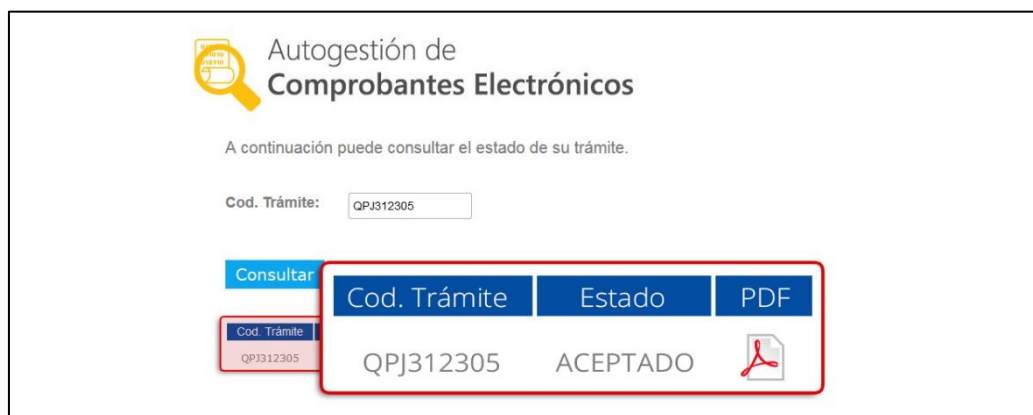 Autogestión de
Comprobantes Electrónicos
A continuación puede consultar el estado de su trámite.
Cod. Trámite: QPJ312305
Consultar
Cod. Trámite Estado PDF
QPJ312305 ACEPTADO
Cod. Trámite
QPJ312305